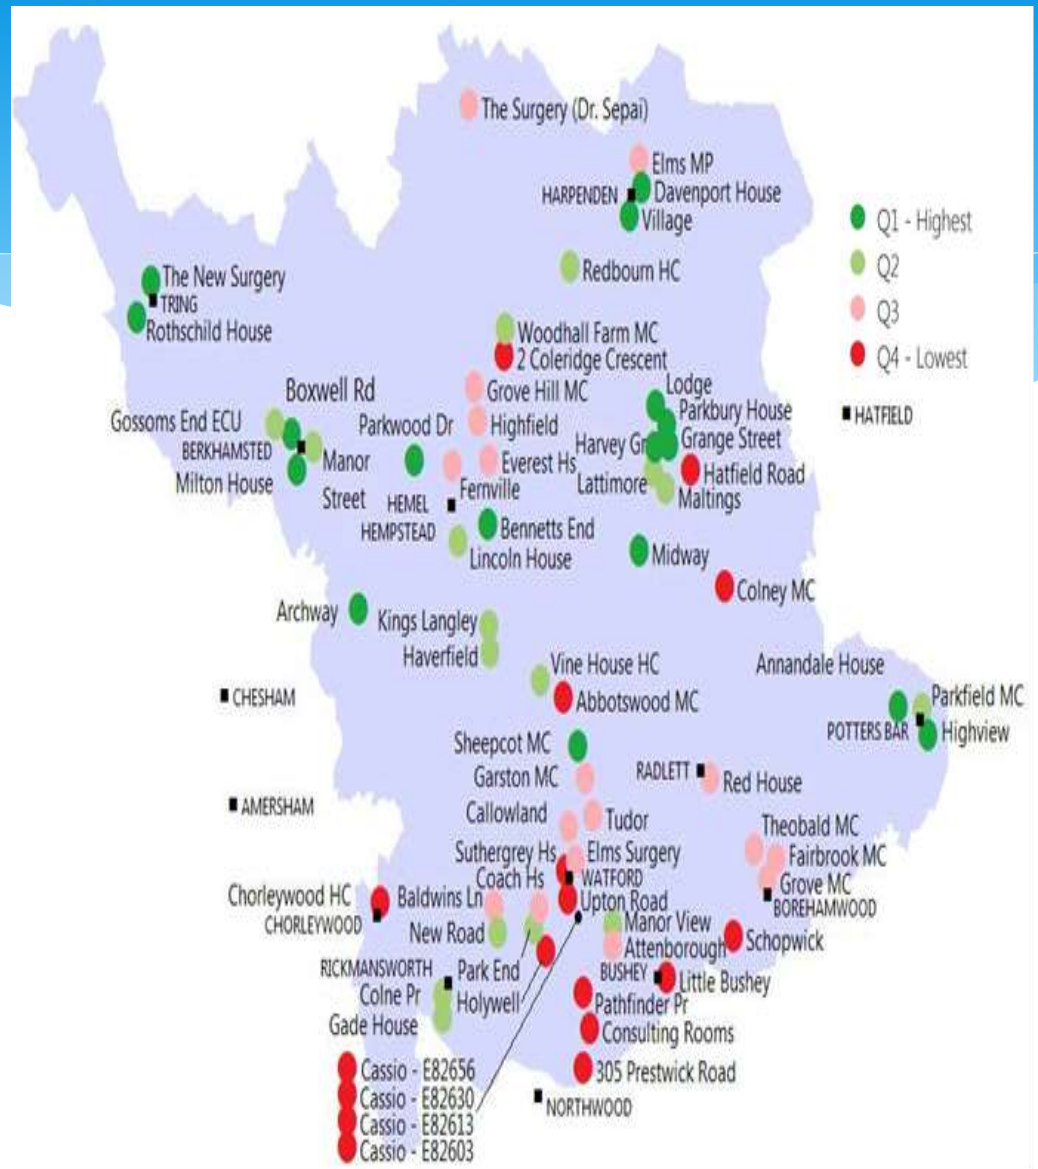 The Surgery (Dr. Sepai)
Elms MP
HARPENDEN
Davenport House
Village
Q1 - Highest
Q2
Q3
Q4 - Lowest
Redbourn HC
The New Surgery
TRING
Rothschild House
Woodhall Farm MC
2 Coleridge Crescent
Grove Hill MC
Lodge
HATFIELD
Boxwell Rd
Gossoms End ECU
Parkwood Dr
Highfield
Parkbury House
BERKHAMSTED
Harvey Gr
Grange Street
Manor
Street
Everest Hs
Hatfield Road
Milton House
Fernville
Lattimore
Maltings
HEMEL
HEMPSTEAD
Bennetts End
Lincoln House
Midway
Colney MC
Archway
Kings Langley
Haverfield
Vine House HC
Annandale House
CHESHAM
Abbotswood MC
Parkfield MC
POTTERS BAR
Highview
Sheepcot MC
Garston MC
RADLETT
Red House
AMERSHAM
Callowland
Tudor
Theobald MC
Suthergrey Hs
Elms Surgery
Fairbrook MC
Coach Hs
WATFORD
Grove MC
Chorleywood HC
Baldwins Ln
Upton Road
BOREHAMWOOD
CHORLEYWOOD
New Road
Manor View
Attenborough
Schopwick
RICKMANSWORTH
Park End
BUSHEY
Little Bushey
Colne Pr
Holywell
Pathfinder Pr
Gade House
Consulting Rooms
Cassio - E82656
305 Prestwick Road
Cassio - E82630
NORTHWOOD
Cassio - E82613
Cassio - E82603